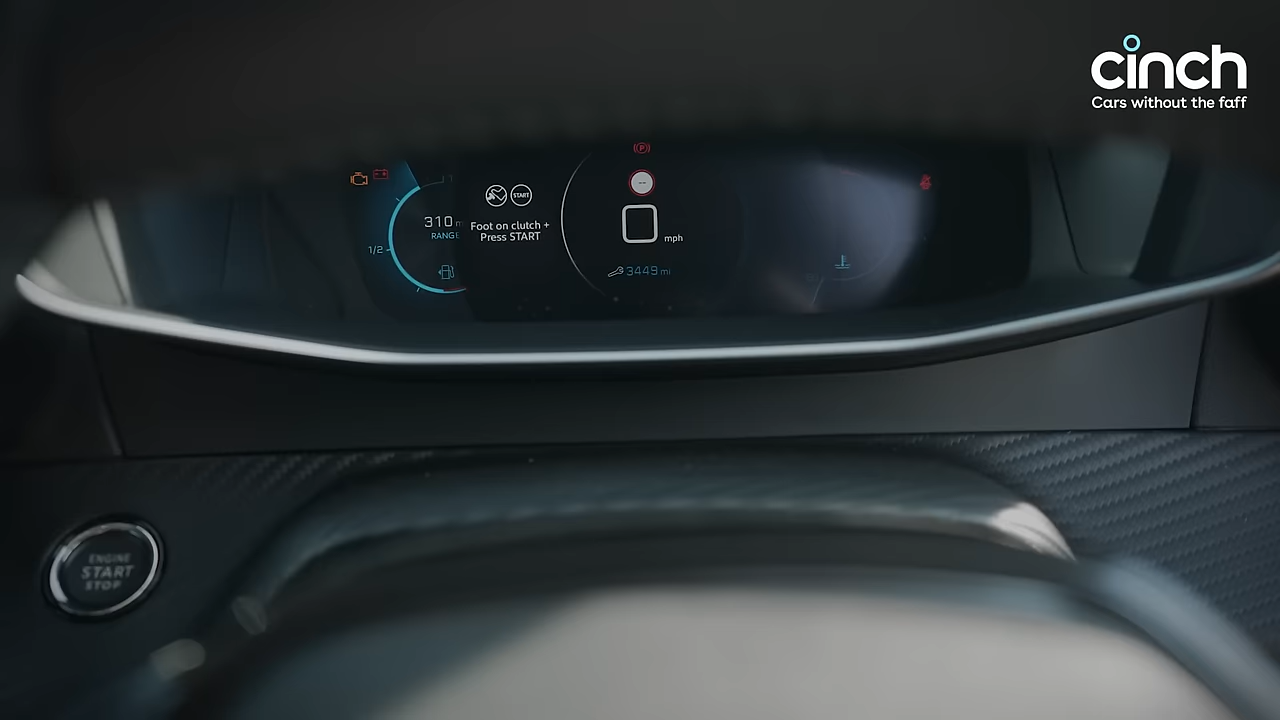 cinch
Cars without the faff
310 m
RANGE
1/2
START
Foot on clutch +
Press START
P
--
0
mph
3449 mi
ENGINE
START
STOP